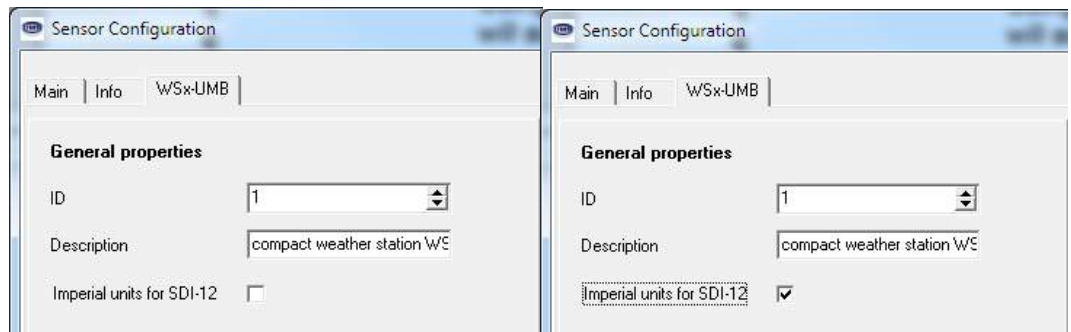 Sensor Configuration
Main Info WSx-UMB
General properties
ID 1
Description compact weather station WS
Imperial units for SDI-12
Sensor Configuration
Main Info WSx-UMB
General properties
ID 1
Description compact weather station WS
Imperial units for SDI-12